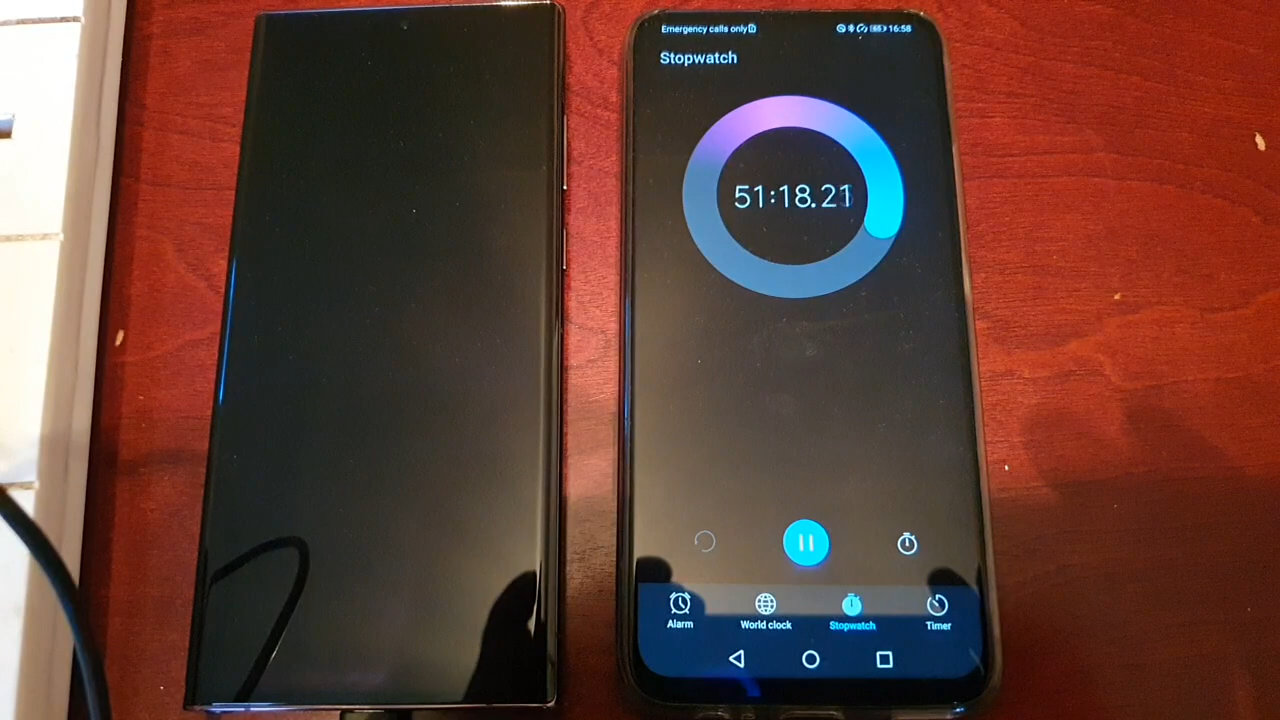 Emergency calls only
16:58
Stopwatch
51:18.21
Alarm
World clock
Stopwatch
Timer